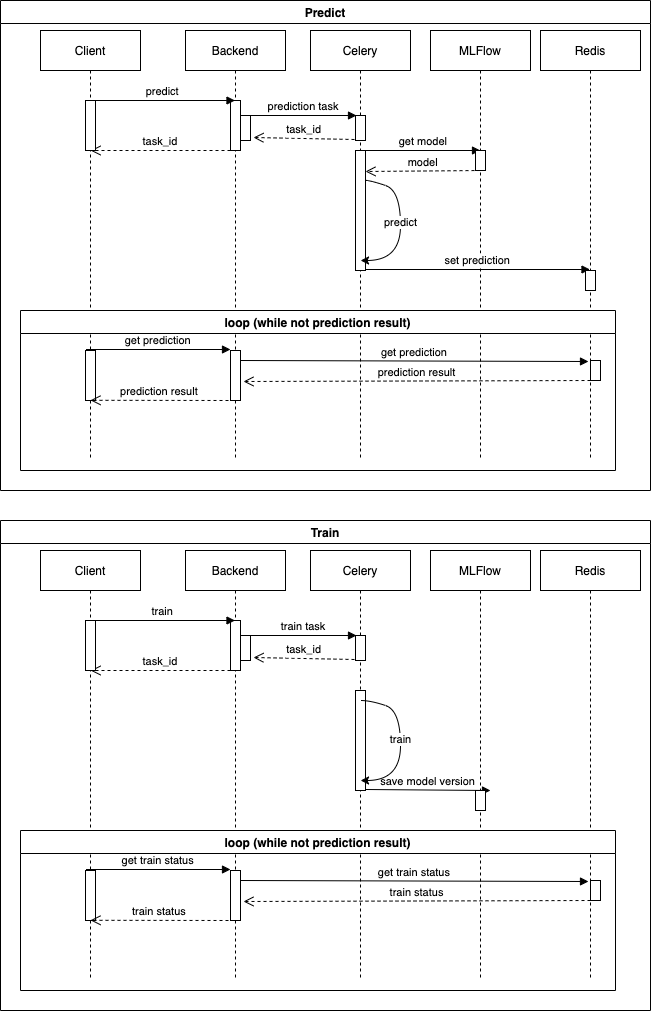 Predict
Client
Backend
Celery
MLFlow
Redis
predict
prediction task
task_id
task_id
get model
model
predict
set prediction
loop (while not prediction result)
get prediction
get prediction
prediction result
prediction result
Train
Client
Backend
Celery
MLFlow
Redis
train
train task
task_id
task_id
train
save model version
loop (while not prediction result)
get train status
get train status
train status
train status